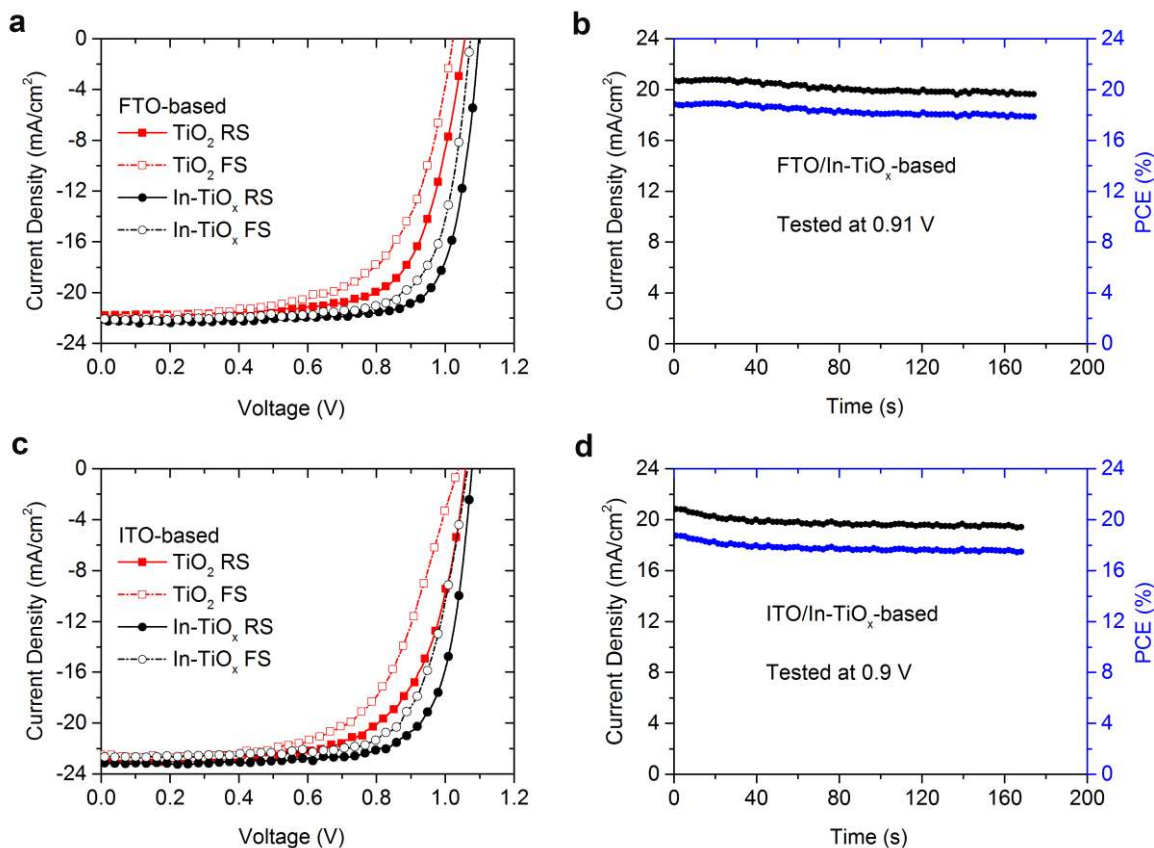 a
0
-4
-8
-12
-16
-20
-24
Current Density (mA/cm²)
FTO-based
TiO₂ RS
TiO₂ FS
In-TiOₓ RS
In-TiOₓ FS
0.0 0.2 0.4 0.6 0.8 1.0 1.2
Voltage (V)
b
24
20
16
12
8
4
0
Current Density (mA/cm²)
FTO/In-TiOₓ-based
Tested at 0.91 V
24
20
16
12
8
4
0
PCE (%)
0 40 80 120 160 200
Time (s)
c
0
-4
-8
-12
-16
-20
-24
Current Density (mA/cm²)
ITO-based
TiO₂ RS
TiO₂ FS
In-TiOₓ RS
In-TiOₓ FS
0.0 0.2 0.4 0.6 0.8 1.0 1.2
Voltage (V)
d
24
20
16
12
8
4
0
Current Density (mA/cm²)
ITO/In-TiOₓ-based
Tested at 0.9 V
24
20
16
12
8
4
0
PCE (%)
0 40 80 120 160 200
Time (s)